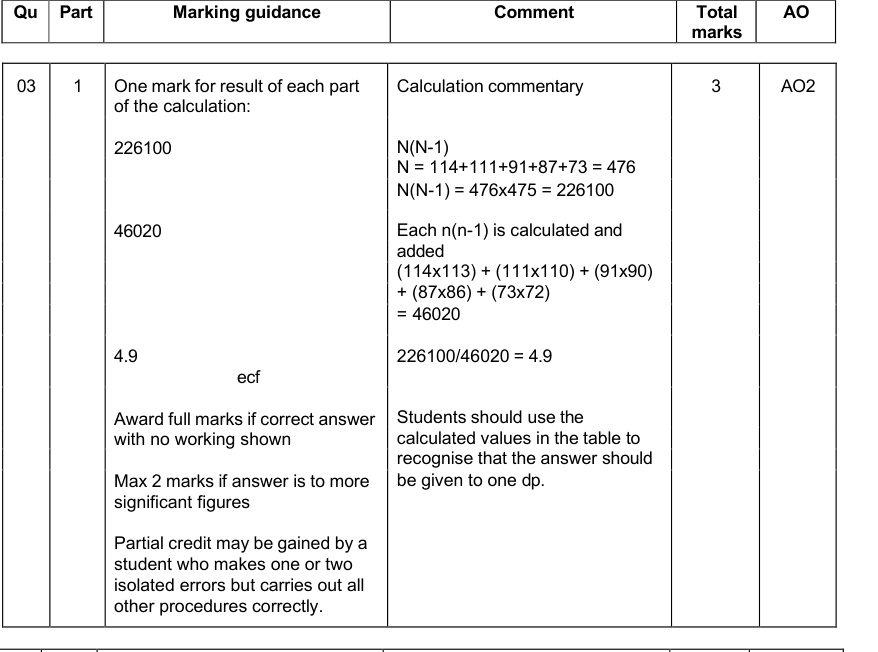 Qu Part Marking guidance Comment Total marks AO
03 1 One mark for result of each part of the calculation: Calculation commentary 3 AO2
226100
N(N-1)
N = 114+111+91+87+73 = 476
N(N-1) = 476x475 = 226100
46020
Each n(n-1) is calculated and
added
(114x113) + (111x110) + (91x90)
+ (87x86) + (73x72)
= 46020
4.9
226100/46020 = 4.9
ecf
Award full marks if correct answer
with no working shown
Students should use the
calculated values in the table to
recognise that the answer should
be given to one dp.
Max 2 marks if answer is to more
significant figures
Partial credit may be gained by a
student who makes one or two
isolated errors but carries out all
other procedures correctly.